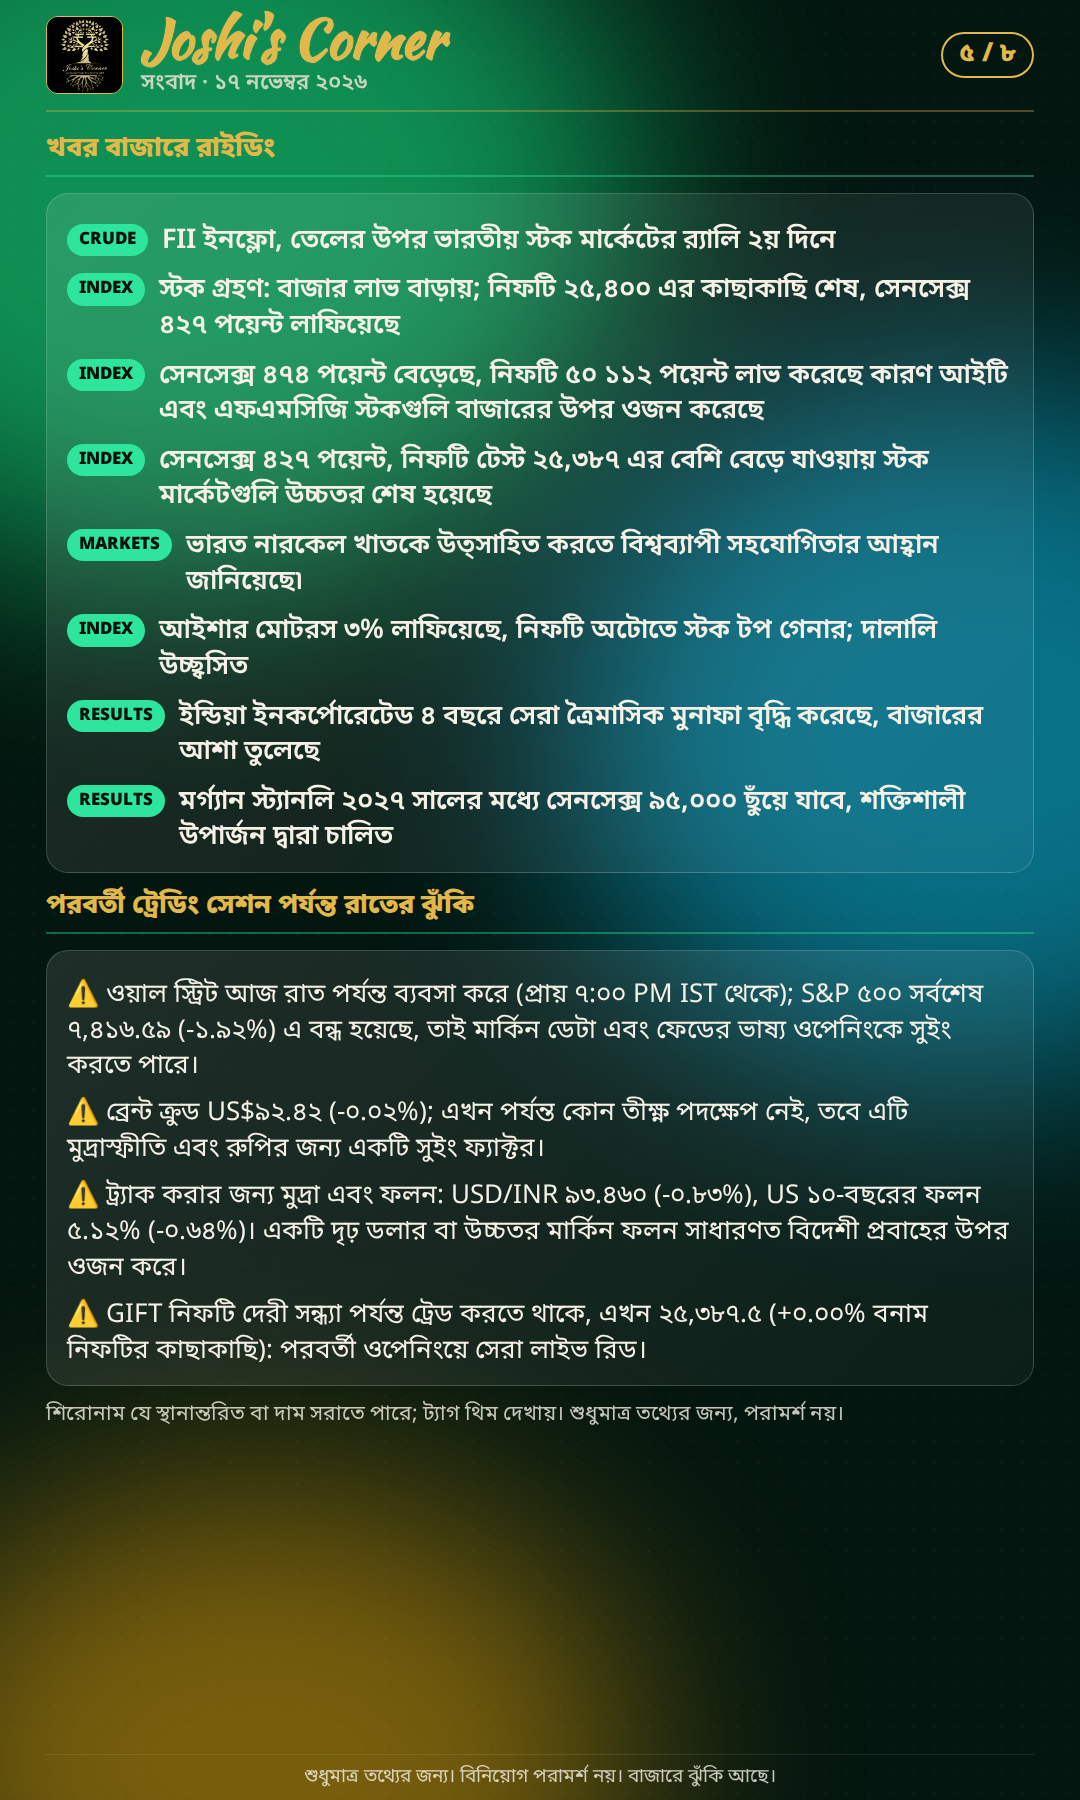 Joshi's Corner
সংবাদ · ১৭ নভেম্বর ২০২৬
৫ / ৮
খবর বাজারে রাইডিং
CRUDE FII ইনফ্লো, তেলের উপর ভারতীয় স্টক মার্কেটের র‍্যালি ২য় দিনে
INDEX স্টক গ্রহণ: বাজার লাভ বাড়ায়; নিফটি ২৫,৪০০ এর কাছাকাছি শেষ, সেনসেক্স
৪২৭ পয়েন্ট লাফিয়েছে
INDEX সেনসেক্স ৪৭৪ পয়েন্ট বেড়েছে, নিফটি ৫০ ১১২ পয়েন্ট লাভ করেছে কারণ আইটি
এবং এফএমসিজি স্টকগুলি বাজারের উপর ওজন করেছে
INDEX সেনসেক্স ৪২৭ পয়েন্ট, নিফটি টেস্ট ২৫,৩৮৭ এর বেশি বেড়ে যাওয়ায় স্টক
মার্কেটগুলি উচ্চতর শেষ হয়েছে
MARKETS ভারত নারকেল খাতকে উত্সাহিত করতে বিশ্বব্যাপী সহযোগিতার আহ্বান
জানিয়েছে৷
INDEX আইশার মোটরস ৩% লাফিয়েছে, নিফটি অটোতে স্টক টপ গেনার; দালালি
উচ্ছ্বসিত
RESULTS ইন্ডিয়া ইনকর্পোরেটেড ৪ বছরে সেরা ত্রৈমাসিক মুনাফা বৃদ্ধি করেছে, বাজারের
আশা তুলেছে
RESULTS মর্গ্যান স্ট্যানলি ২০২৭ সালের মধ্যে সেনসেক্স ৯৫,০০০ ছুঁয়ে যাবে, শক্তিশালী
উপার্জন দ্বারা চালিত
পরবর্তী ট্রেডিং সেশন পর্যন্ত রাতের ঝুঁকি
⚠️ ওয়াল স্ট্রিট আজ রাত পর্যন্ত ব্যবসা করে (প্রায় ৭:০০ PM IST থেকে); S&P ৫০০ সর্বশেষ
৭,৪১৬.৫৯ (-১.৯২%) এ বন্ধ হয়েছে, তাই মার্কিন ডেটা এবং ফেডের ভাষ্য ওপেনিংকে সুইং
করতে পারে।
⚠️ ব্রেন্ট ক্রুড US$৯২.৪২ (-০.০২%); এখন পর্যন্ত কোন তীক্ষ্ণ পদক্ষেপ নেই, তবে এটি
মুদ্রাস্ফীতি এবং রুপির জন্য একটি সুইং ফ্যাক্টর।
⚠️ ট্র্যাক করার জন্য মুদ্রা এবং ফলন: USD/INR ৯৩.৪৬০ (-০.৮৩%), US ১০-বছরের ফলন
৫.১২% (-০.৬৪%)। একটি দৃঢ় ডলার বা উচ্চতর মার্কিন ফলন সাধারণত বিদেশী প্রবাহের উপর
ওজন করে।
⚠️ GIFT নিফটি দেরী সন্ধ্যা পর্যন্ত ট্রেড করতে থাকে, এখন ২৫,৩৮৭.৫ (+০.০০% বনাম
নিফটির কাছাকাছি): পরবর্তী ওপেনিংয়ে সেরা লাইভ রিড।
শিরোনাম যে স্থানান্তরিত বা দাম সরাতে পারে; ট্যাগ থিম দেখায়। শুধুমাত্র তথ্যের জন্য, পরামর্শ নয়।
শুধুমাত্র তথ্যের জন্য। বিনিয়োগ পরামর্শ নয়। বাজারে ঝুঁকি আছে।